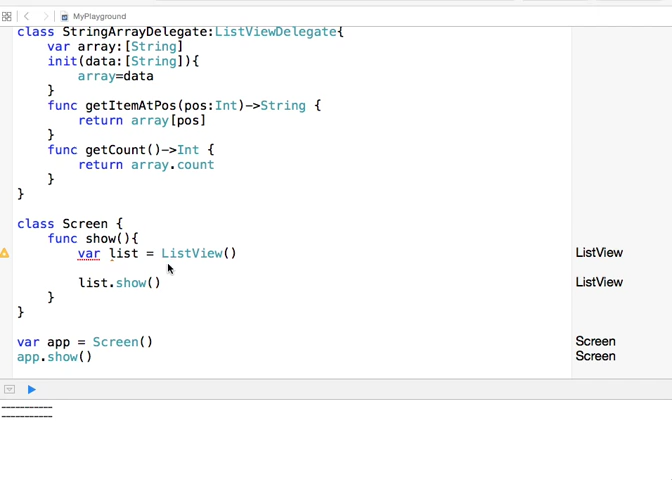 MyPlayground
class StringArrayDelegate:ListViewDelegate{
var array:[String]
init(data:[String]){
array=data
}
func getItemAtPos(pos:Int)->String {
return array[pos]
}
func getCount()->Int {
return array.count
}
}
class Screen {
func show(){
var list = ListView() ListView
list.show() ListView
}
}
var app = Screen() Screen
app.show() Screen
-----------
-----------